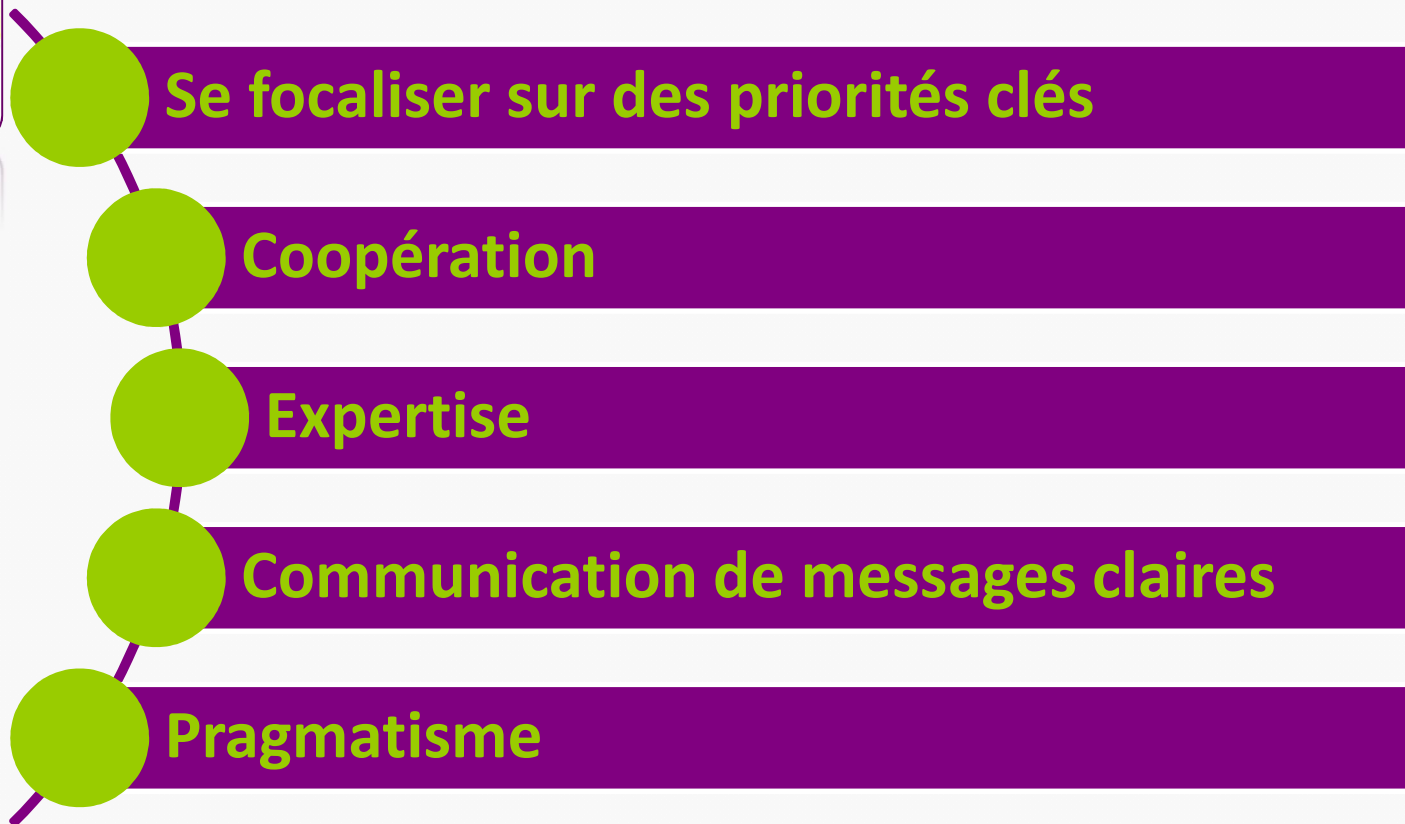 Se focaliser sur des priorités clés
Coopération
Expertise
Communication de messages claires
Pragmatisme